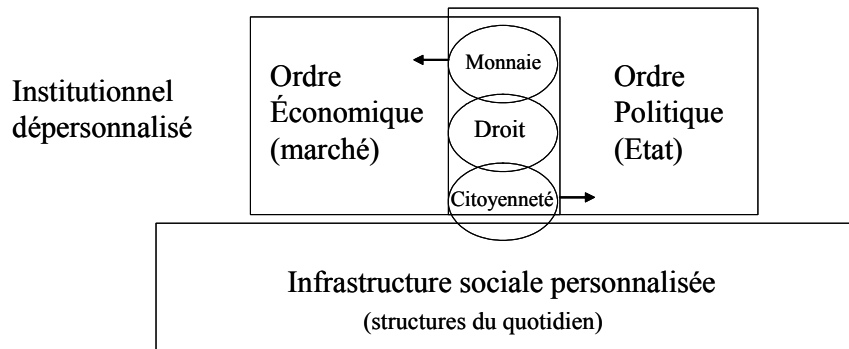 Institutionnel
dépersonnalisé
Ordre
Économique
(marché)
Monnaie
Droit
Citoyenneté
Ordre
Politique
(Etat)
Infrastructure sociale personnalisée
(structures du quotidien)